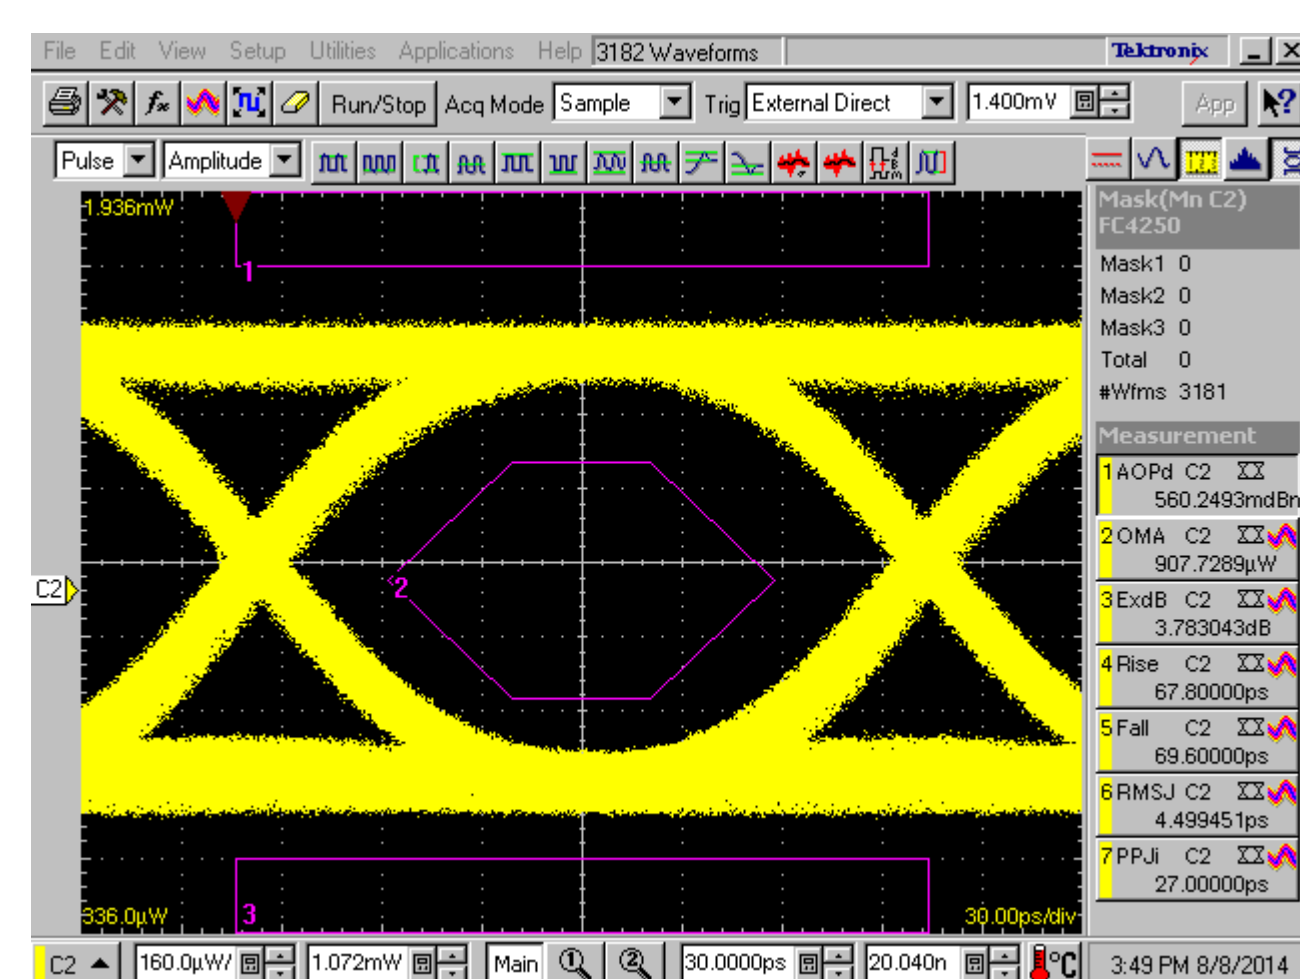 File Edit View Setup Utilities Applications Help 3182 Waveforms Tektronix
Run/Stop Acq Mode Sample Trig External Direct 1.400mV App
Pulse Amplitude
1.936mW
1
2
3
336.0µW
30.00ps/div
C2
Mask(Mn C2)
FC4250
Mask1 0
Mask2 0
Mask3 0
Total 0
#Wfms 3181
Measurement
1 AOPd C2
560.2493mdBm
2 OMA C2
907.7289µW
3 ExdB C2
3.783043dB
4 Rise C2
67.80000ps
5 Fall C2
69.60000ps
6 RMSJ C2
4.499451ps
7 PPJi C2
27.00000ps
C2 160.0µW/ 1.072mW Main 1 2 30.0000ps 20.040n °C 3:49 PM 8/8/2014